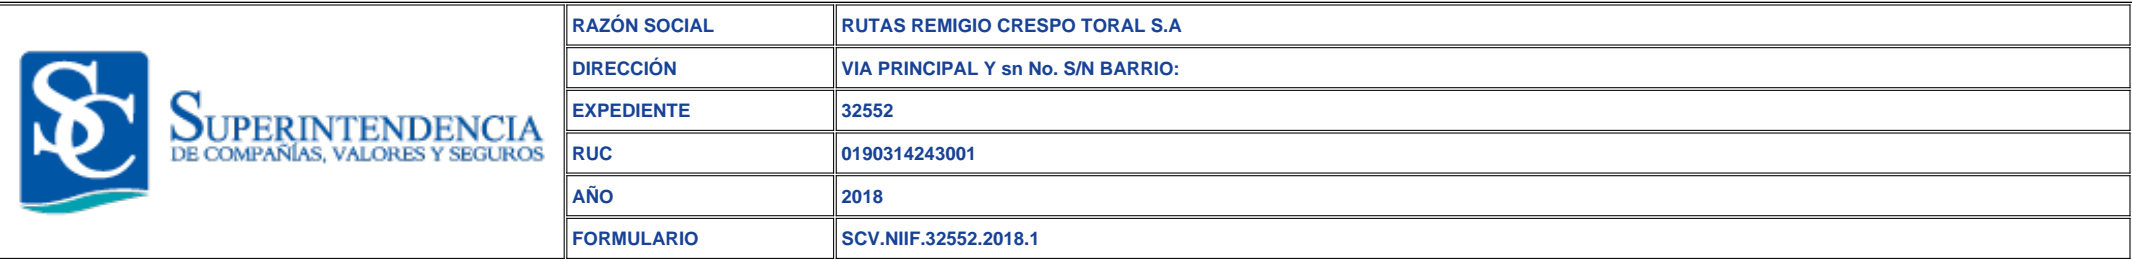 SC
SUPERINTENDENCIA
DE COMPAÑÍAS, VALORES Y SEGUROS
RAZÓN SOCIAL RUTAS REMIGIO CRESPO TORAL S.A
DIRECCIÓN VIA PRINCIPAL Y sn No. S/N BARRIO:
EXPEDIENTE 32552
RUC 0190314243001
AÑO 2018
FORMULARIO SCV.NIIF.32552.2018.1